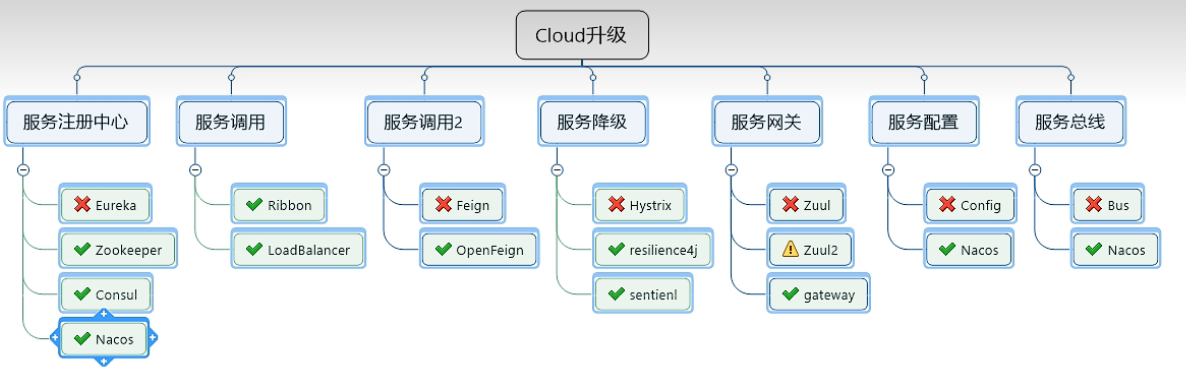 Cloud升级
服务注册中心
Eureka
Zookeeper
Consul
Nacos
服务调用
Ribbon
LoadBalancer
服务调用2
Feign
OpenFeign
服务降级
Hystrix
resilience4j
sentienl
服务网关
Zuul
Zuul2
gateway
服务配置
Config
Nacos
服务总线
Bus
Nacos